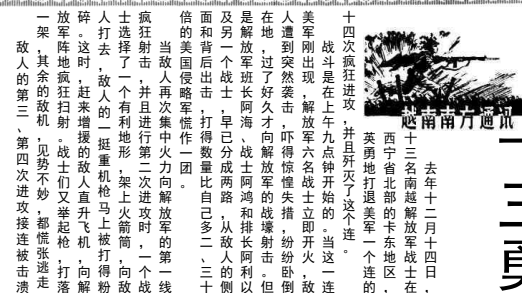 十三勇
越南南方通讯
去年十二月十四日，
十三名南越解放军战士在
西宁省北部的卡东地区，
英勇地打退美军一个连的
十四次疯狂进攻，并且歼灭了这个连。
战斗是在上午九点钟开始的。当这一连
美军刚出现，解放军六名战士立即开火，敌
人遭到突然袭击，吓得惊惶失措，纷纷卧倒
在地，过了好久才向解放军的战壕射击。但
是解放军班长阿海、战士阿鸿和排长阿利以
及另一个战士，早已分成两路，从敌人的侧
面和背后出击，打得数量比自己多二、三十
倍的美国侵略军慌作一团。
当敌人再次集中火力向解放军的第一线
疯狂射击，并且进行第二次进攻时，一个战
士选择了一个有利地形，架上火箭筒，向敌
人打去，敌人的一挺重机枪马上被打得粉
碎。这时，赶来增援的敌人直升飞机，向解
放军阵地疯狂扫射。战士们又举起枪，打落
一架，其余的敌机，见势不妙，都慌张逃走
敌人的第三、第四次进攻接连被击溃